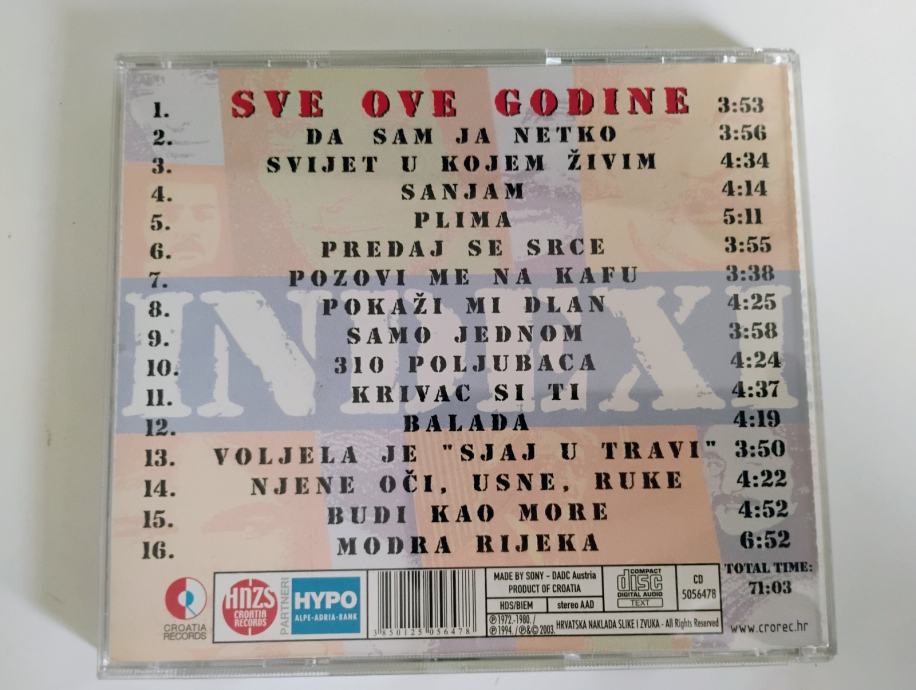 1. SVE OVE GODINE 3:53
2. DA SAM JA NETKO 3:56
3. SVIJET U KOJEM ŽIVIM 4:34
4. SANJAM 4:14
5. PLIMA 5:11
6. PREDAJ SE SRCE 3:55
7. POZOVI ME NA KAFU 3:38
8. POKAŽI MI DLAN 4:25
9. SAMO JEDNOM 3:58
10. 310 POLJUBACA 4:24
11. KRIVAC SI TI 4:37
12. BALADA 4:19
13. VOLJELA JE "SJAJ U TRAVI" 3:50
14. NJENE OČI, USNE, RUKE 4:22
15. BUDI KAO MORE 4:52
16. MODRA RIJEKA 6:52
INDEXI
TOTAL TIME:
71:03
CROATIA
RECORDS
HNZS
CROATIA
RECORDS
PARTNERI
HYPO
ALPE-ADRIA-BANK
3850125056478
MADE BY SONY - DADC Austria
PRODUCT OF CROATIA
HDS/BIEM stereo AAD
COMPACT
disc
DIGITAL AUDIO
TEXT
CD
5056478
℗1972.-1980./
℗1994./℗&© 2003. HRVATSKA NAKLADA SLIKE I ZVUKA - All Rights Reserved
www.crorec.hr